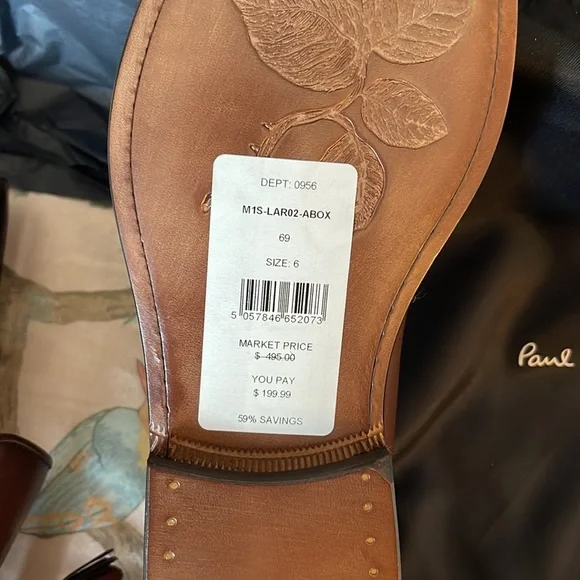 DEPT: 0956
M1S-LAR02-ABOX
69
SIZE: 6
5 057846 652073
MARKET PRICE
$ 495.00
YOU PAY
$ 199.99
59% SAVINGS
Paul